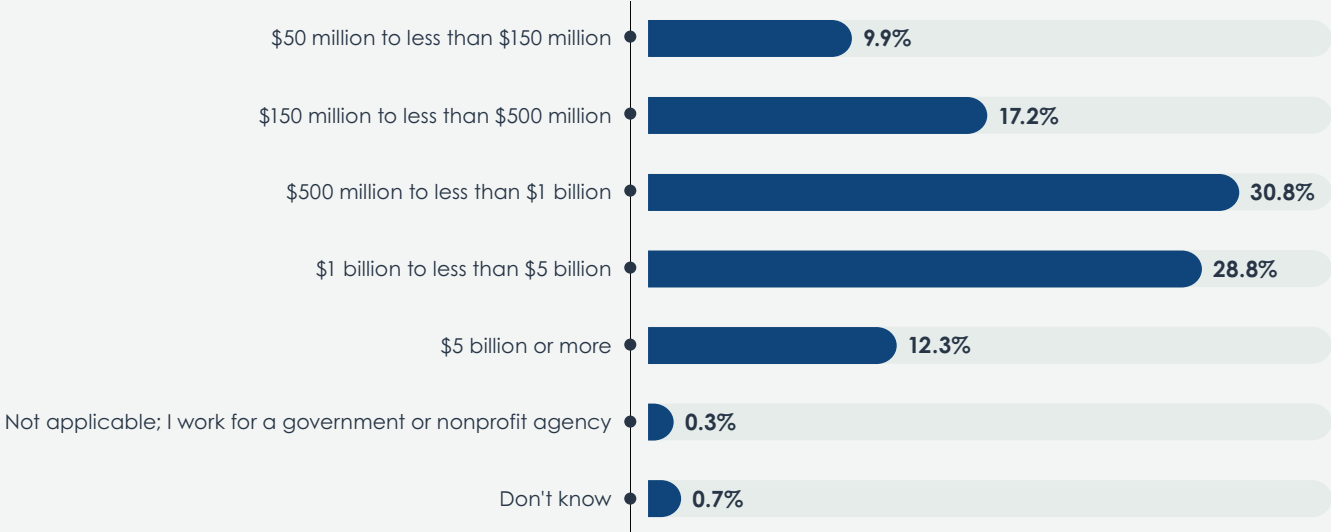 $50 million to less than $150 million 9.9%
$150 million to less than $500 million 17.2%
$500 million to less than $1 billion 30.8%
$1 billion to less than $5 billion 28.8%
$5 billion or more 12.3%
Not applicable; I work for a government or nonprofit agency 0.3%
Don't know 0.7%